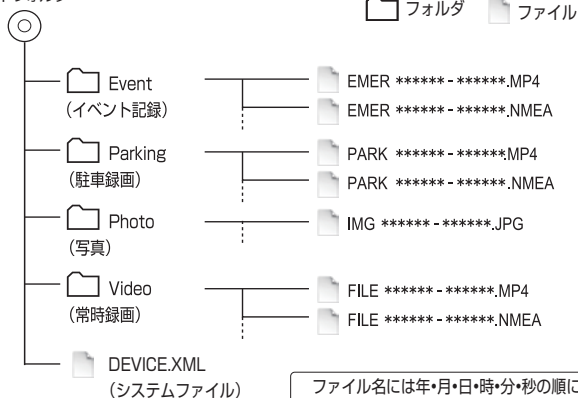 フォルダ ファイル
Event
(イベント記録)
EMER ****** - ******.MP4
EMER ****** - ******.NMEA
Parking
(駐車録画)
PARK ****** - ******.MP4
PARK ****** - ******.NMEA
Photo
(写真)
IMG ****** - ******.JPG
Video
(常時録画)
FILE ****** - ******.MP4
FILE ****** - ******.NMEA
DEVICE.XML
(システムファイル)
ファイル名には年・月・日・時・分・秒の順に